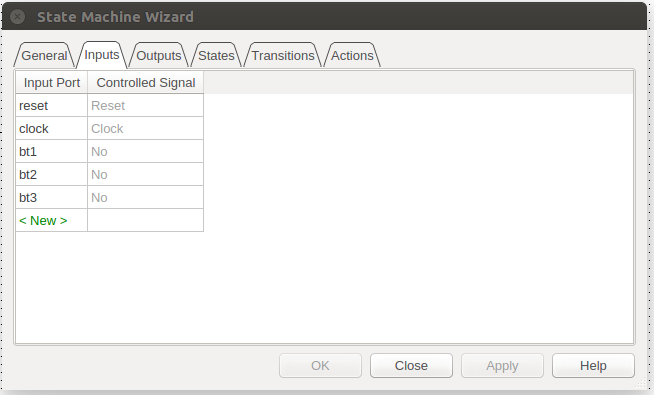 State Machine Wizard
General Inputs Outputs States Transitions Actions
Input Port Controlled Signal
reset Reset
clock Clock
bt1 No
bt2 No
bt3 No
< New >
OK Close Apply Help